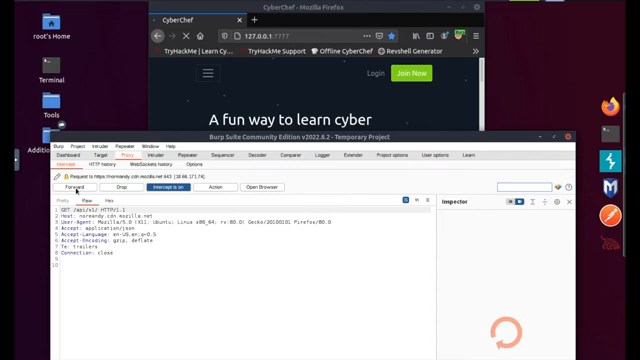 CyberChef - Mozilla Firefox
root's Home
CyberChef
127.0.0.1:7777
TryHackMe | Learn Cy...
TryHackMe Support
Offline CyberChef
Revshell Generator
Terminal
Login
Join Now
Tools
A fun way to learn cyber
Additio
Burp Suite Community Edition v2022.8.2 - Temporary Project
Burp Project Intruder Repeater Window Help
Dashboard Target Proxy Intruder Repeater Sequencer Decoder Comparer Logger Extender Project options User options Learn
Intercept HTTP history WebSockets history Options
Request to https://normandy.cdn.mozilla.net:443
Forward Drop Intercept is on Action Open Browser
Pretty Raw Hex
Inspector
1 GET /api/v1/ HTTP/1.1
2 Host: normandy.cdn.mozilla.net
3 User-Agent: Mozilla/5.0 (X11; Ubuntu; Linux x86_64; rv:80.0) Gecko/20100101 Firefox/80.0
4 Accept: application/json
5 Accept-Language: en-US,en;q=0.5
6 Accept-Encoding: gzip, deflate
7 Te: trailers
8 Connection: close
9
10